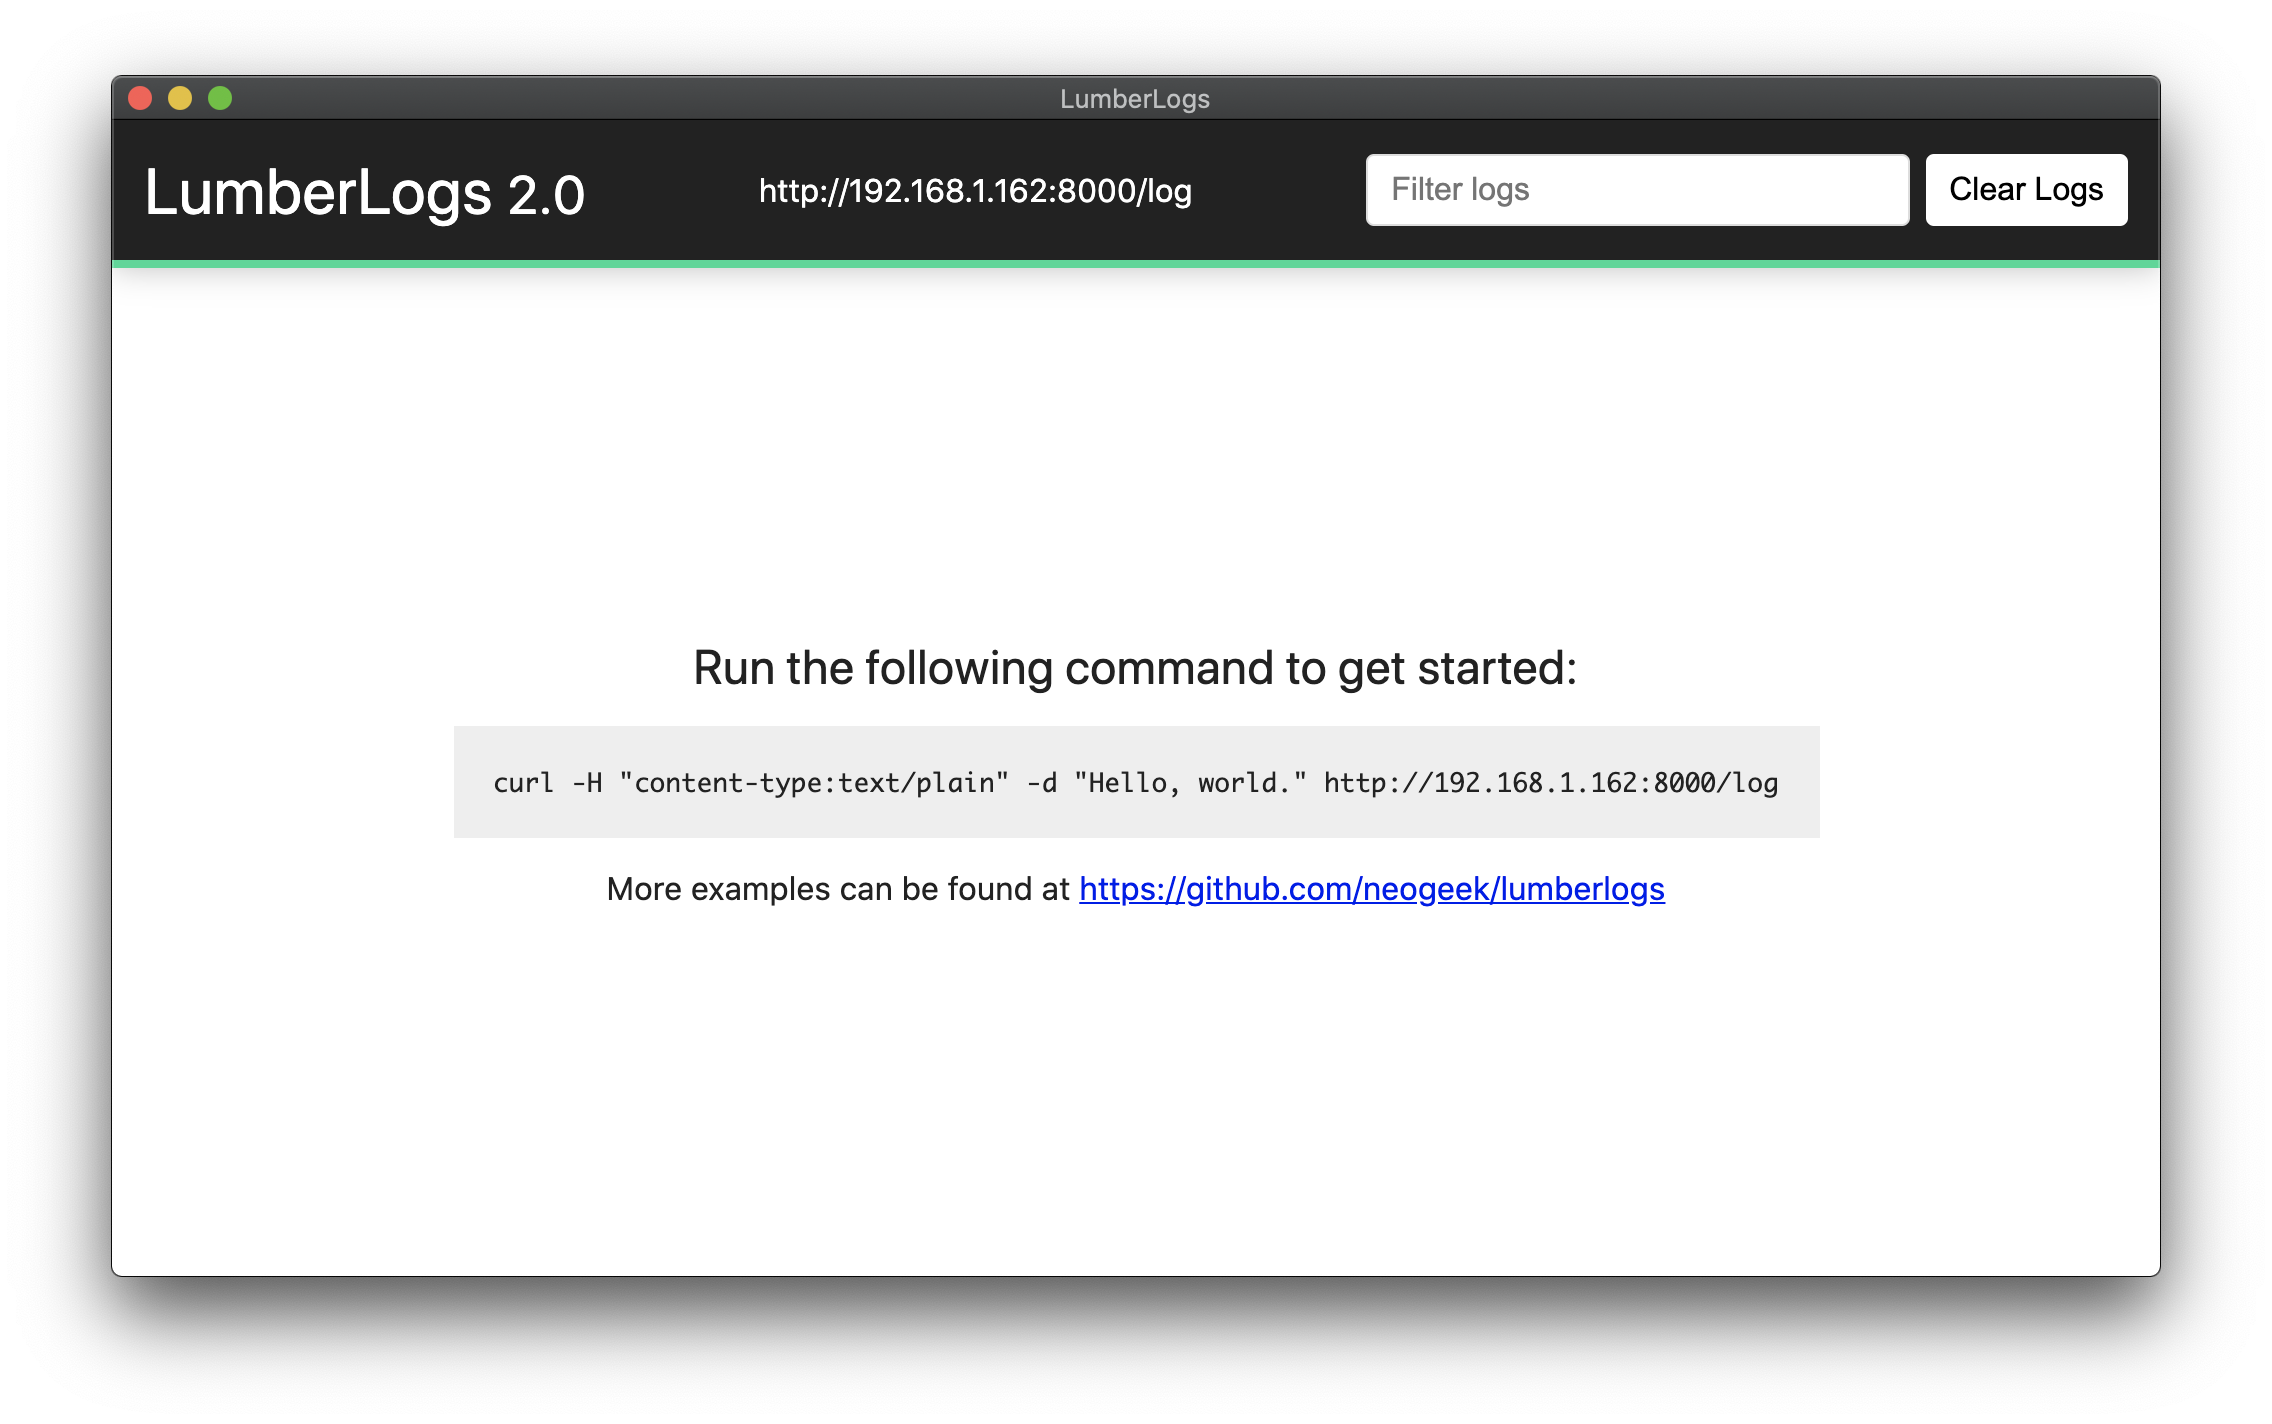 LumberLogs
LumberLogs 2.0
http://192.168.1.162:8000/log
Filter logs
Clear Logs
Run the following command to get started:
curl -H "content-type:text/plain" -d "Hello, world." http://192.168.1.162:8000/log
More examples can be found at https://github.com/neogeek/lumberlogs